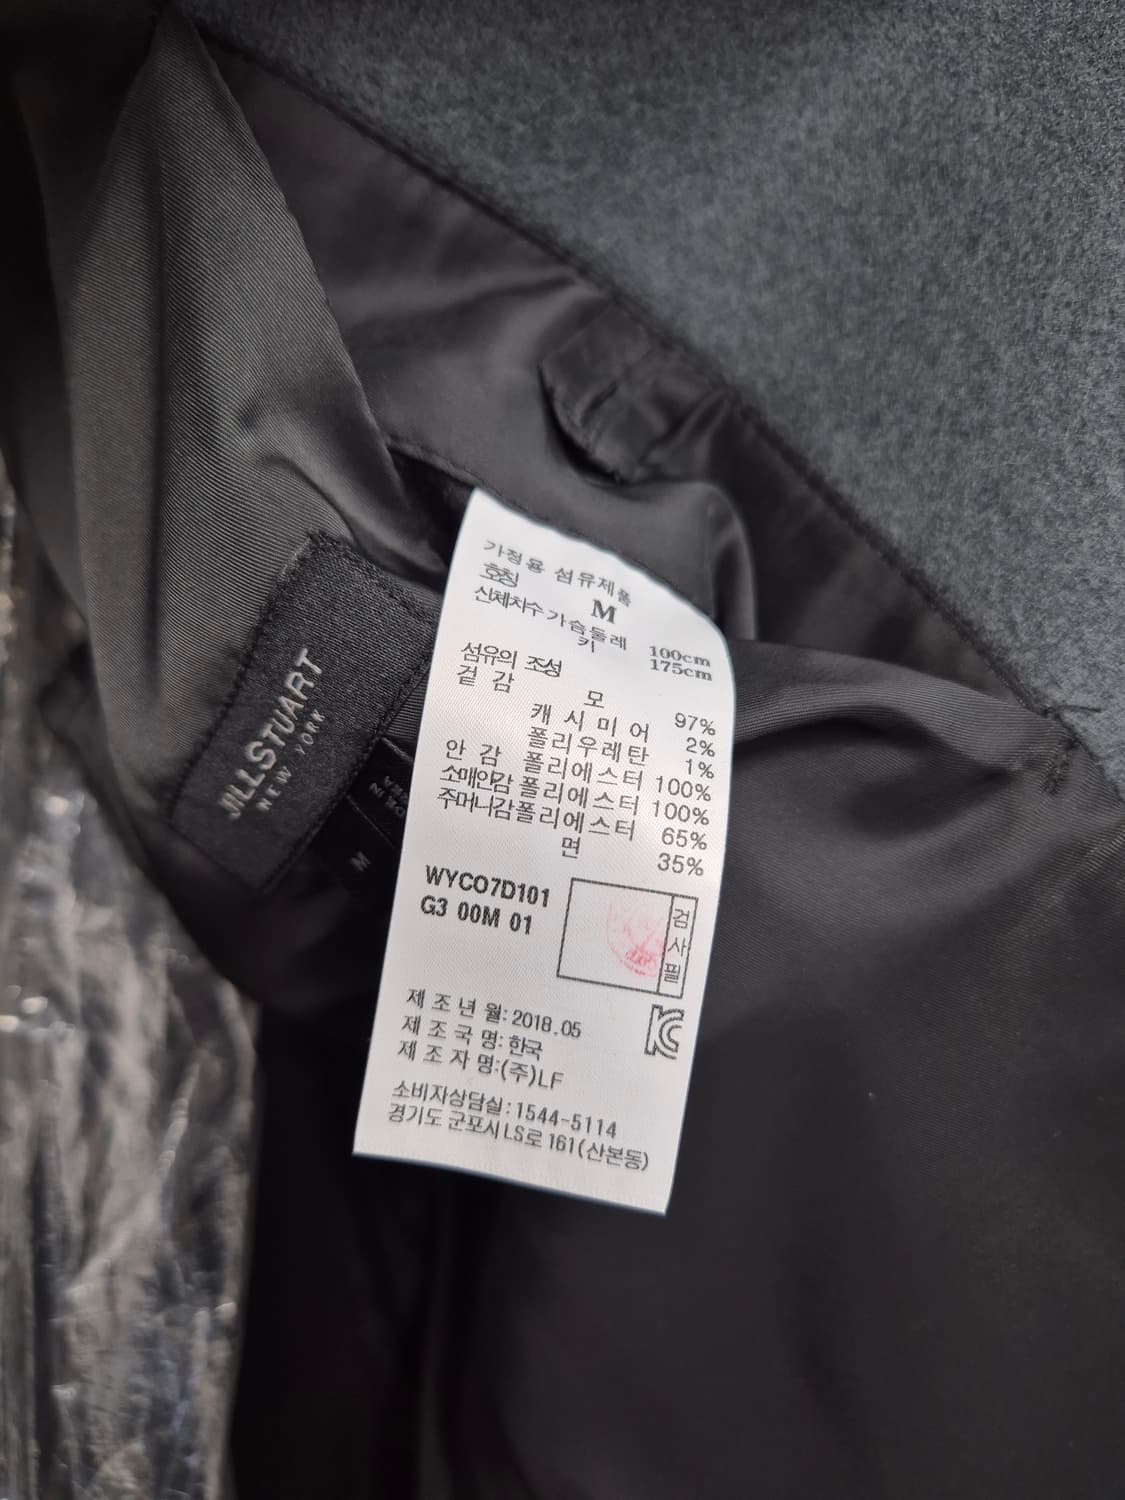 가정용 섬유제품
호칭 M
신체치수 가슴둘레 100cm
키 175cm
섬유의 조성
겉 감 모 97%
캐 시 미 어 2%
폴리우레탄 1%
안 감 폴리에스터 100%
소매안감 폴리에스터 100%
주머니감 폴리에스터 65%
면 35%
WYCO7D101
G3 00M 01
검사필
제 조 년 월: 2018.05
제 조 국 명: 한국
제 조 자 명:(주)LF
소비자상담실: 1544-5114
경기도 군포시 LS로 161(산본동)
JILLSTUART
NEW YORK
M